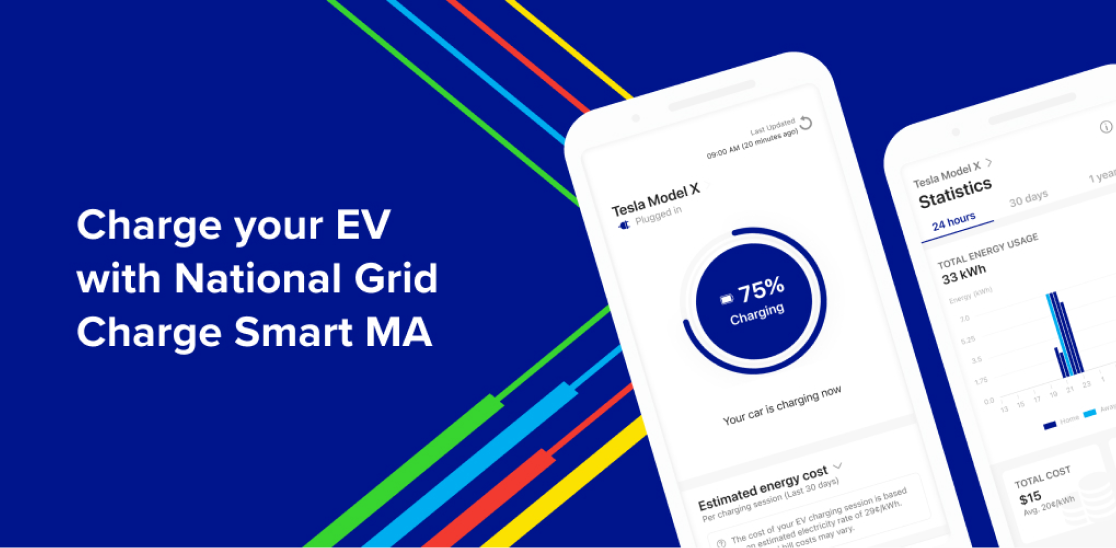 Charge your EV
with National Grid
Charge Smart MA
Last Updated
09:00 AM (20 minutes ago)
Tesla Model X
Plugged in
75%
Charging
Your car is charging now
Estimated energy cost
Per charging session (Last 30 days)
The cost of your EV charging session is based
an estimated electricity rate of 29¢/kWh.
bill costs may vary.
Tesla Model X
Statistics
24 hours
30 days
1 year
TOTAL ENERGY USAGE
33 kWh
Energy (kWh)
7.0
5.25
3.5
1.75
0.0
13 15 17 19 21 23 1
Home
TOTAL COST
$15
Avg. 20¢/kWh